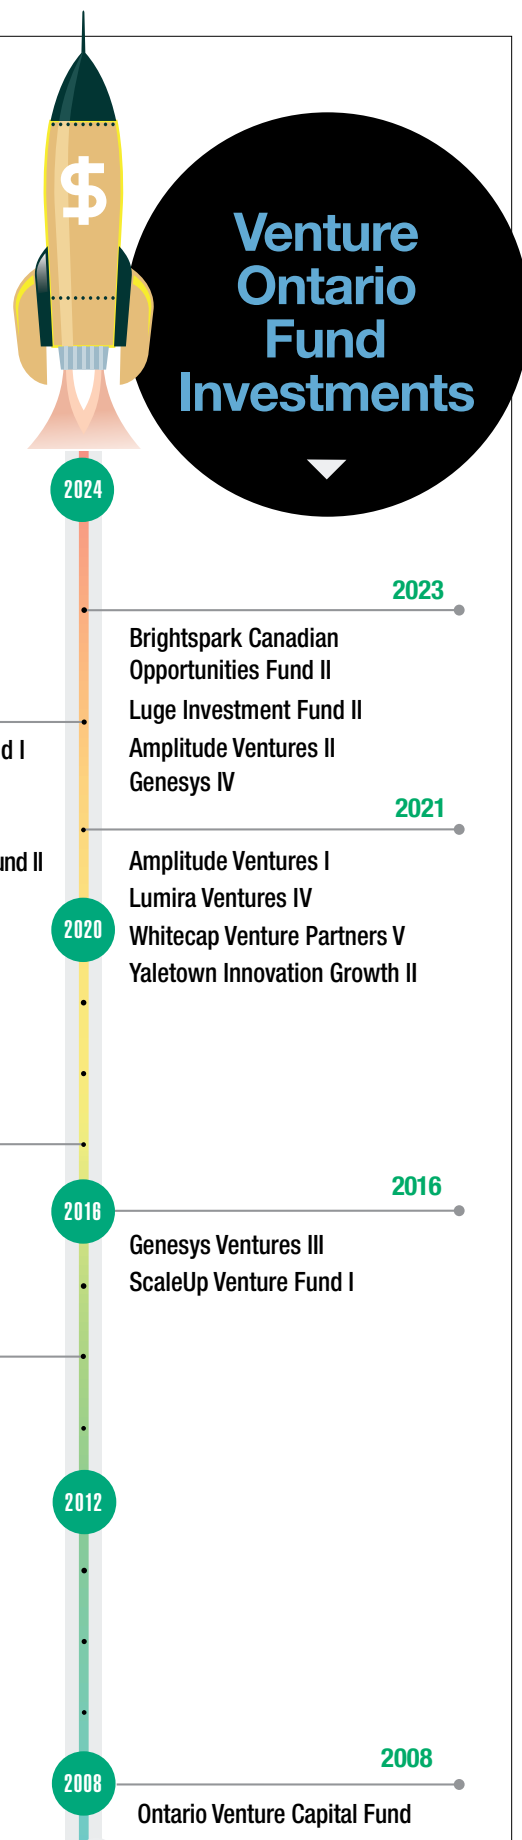 $
Venture
Ontario
Fund
Investments
2024
2023
Brightspark Canadian
Opportunities Fund II
Luge Investment Fund II
d I
Amplitude Ventures II
Genesys IV
2021
und II
Amplitude Ventures I
Lumira Ventures IV
2020
Whitecap Venture Partners V
Yaletown Innovation Growth II
2016
2016
Genesys Ventures III
ScaleUp Venture Fund I
2012
2008
2008
Ontario Venture Capital Fund